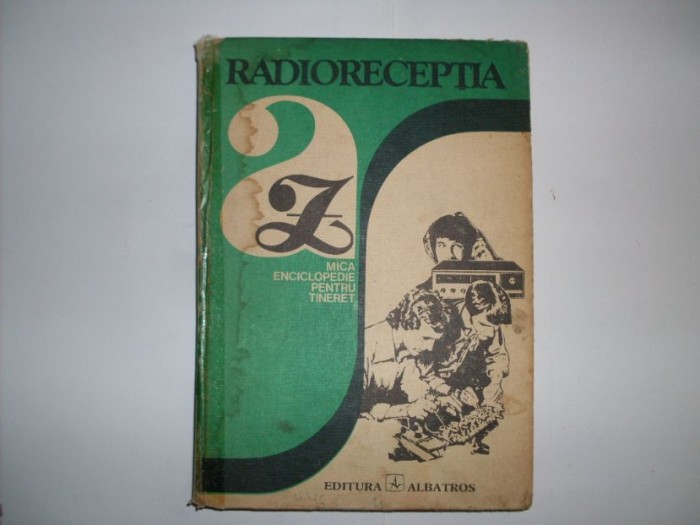 RADIORECEPȚIA
a
Z
MICA
ENCICLOPEDIE
PENTRU
TINERET
EDITURA ALBATROS